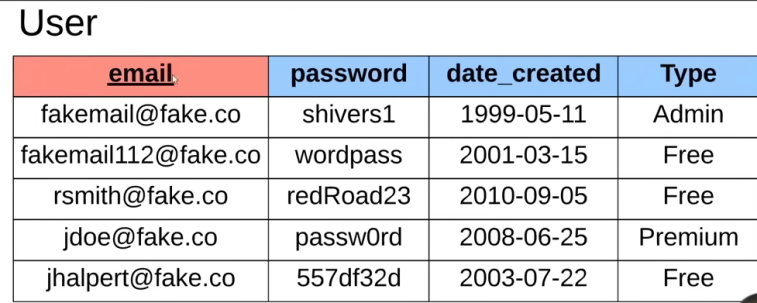 User
email password date_created Type
fakemail@fake.co shivers1 1999-05-11 Admin
fakemail112@fake.co wordpass 2001-03-15 Free
rsmith@fake.co redRoad23 2010-09-05 Free
jdoe@fake.co passw0rd 2008-06-25 Premium
jhalpert@fake.co 557df32d 2003-07-22 Free